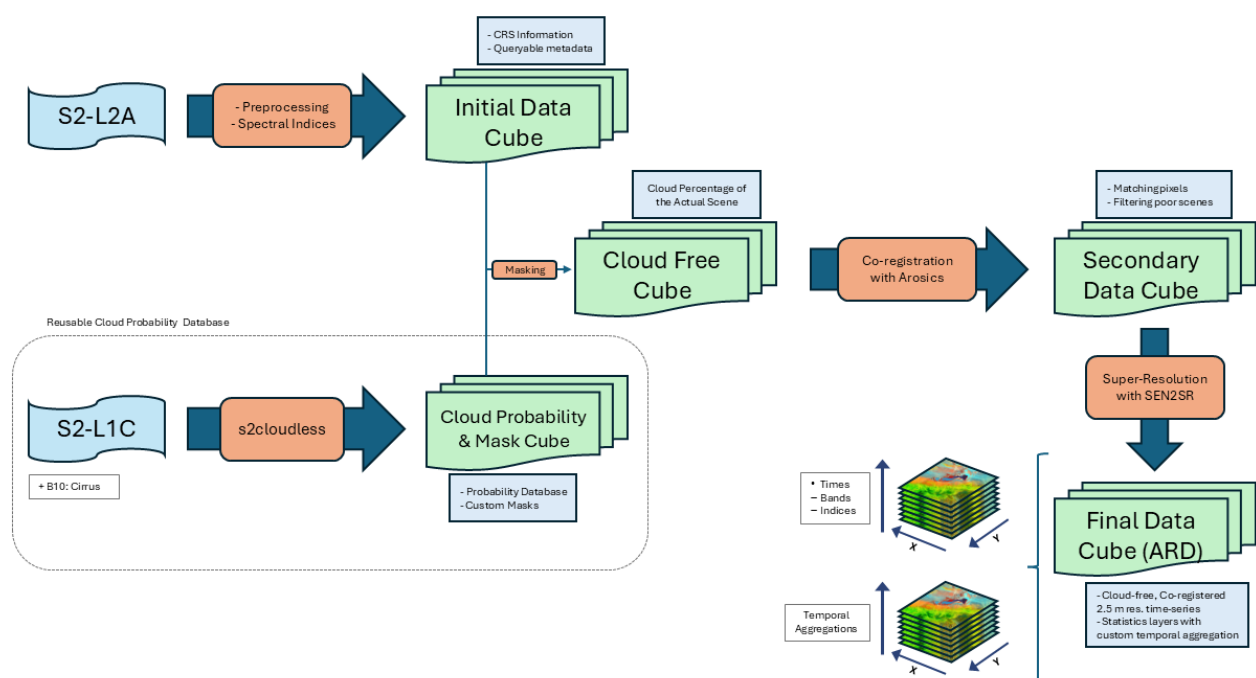 - CRS Information
- Queryable metadata
S2-L2A
- Preprocessing
- Spectral Indices
Initial Data
Cube
Cloud Percentage of
the Actual Scene
- Matching pixels
- Filtering poor scenes
Masking
Cloud Free
Cube
Co-registration
with Arosics
Secondary
Data Cube
Reusable Cloud Probability Database
S2-L1C
s2cloudless
Cloud Probability
& Mask Cube
+ B10: Cirrus
- Probability Database
- Custom Masks
Super-Resolution
with SEN2SR
• Times
– Bands
– Indices
X
Y
Final Data
Cube (ARD)
Temporal
Aggregations
X
Y
- Cloud-free, Co-registered
2.5 m res. time-series
- Statistics layers with
custom temporal aggregation